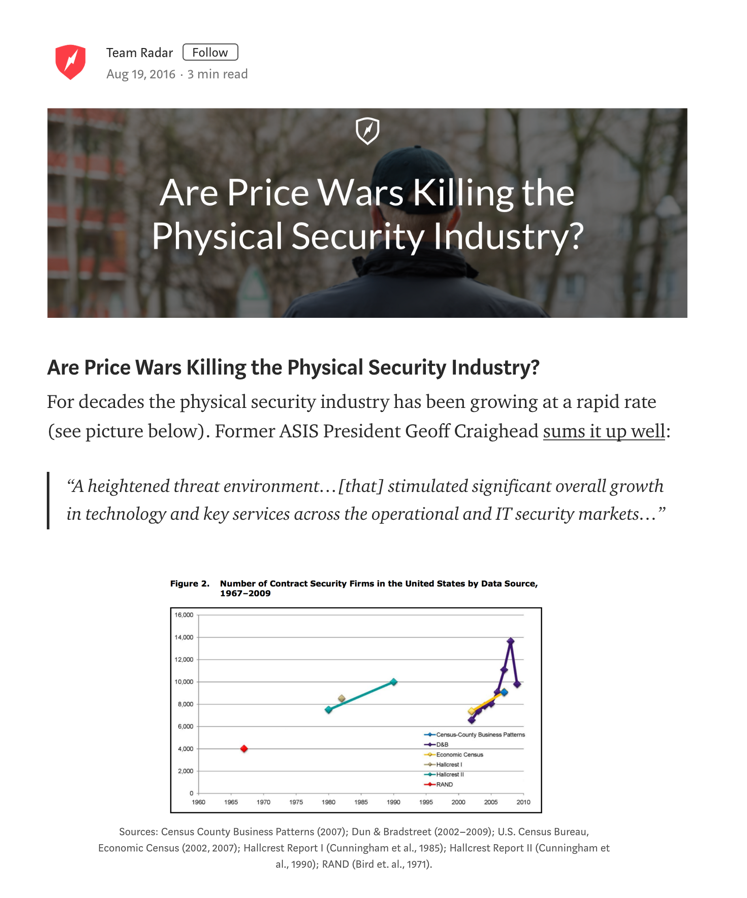 Team Radar Follow
Aug 19, 2016 · 3 min read
Are Price Wars Killing the
Physical Security Industry?
Are Price Wars Killing the Physical Security Industry?
For decades the physical security industry has been growing at a rapid rate
(see picture below). Former ASIS President Geoff Craighead sums it up well:
“A heightened threat environment…[that] stimulated significant overall growth
in technology and key services across the operational and IT security markets…”
Figure 2. Number of Contract Security Firms in the United States by Data Source,
1967–2009
16,000
14,000
12,000
10,000
8,000
6,000
4,000
2,000
0
Census-County Business Patterns
D&B
Economic Census
Hallcrest I
Hallcrest II
RAND
1960 1965 1970 1975 1980 1985 1990 1995 2000 2005 2010
Sources: Census County Business Patterns (2007); Dun & Bradstreet (2002–2009); U.S. Census Bureau,
Economic Census (2002, 2007); Hallcrest Report I (Cunningham et al., 1985); Hallcrest Report II (Cunningham et
al., 1990); RAND (Bird et. al., 1971).